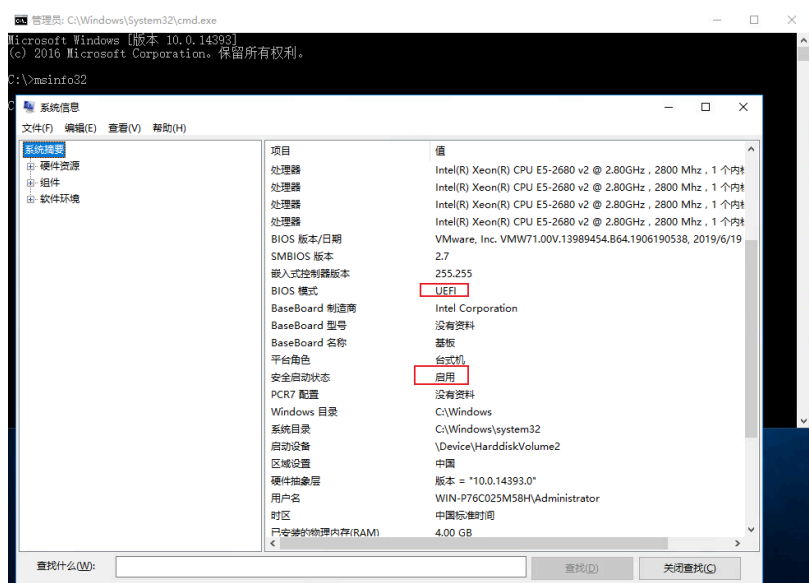 管理员: C:\Windows\System32\cmd.exe
Microsoft Windows [版本 10.0.14393]
(c) 2016 Microsoft Corporation。保留所有权利。
C:\>msinfo32
C
系统信息
文件(F) 编辑(E) 查看(V) 帮助(H)
系统摘要
硬件资源
组件
软件环境
项目 值
处理器 Intel(R) Xeon(R) CPU E5-2680 v2 @ 2.80GHz，2800 Mhz，1 个内核
处理器 Intel(R) Xeon(R) CPU E5-2680 v2 @ 2.80GHz，2800 Mhz，1 个内核
处理器 Intel(R) Xeon(R) CPU E5-2680 v2 @ 2.80GHz，2800 Mhz，1 个内核
处理器 Intel(R) Xeon(R) CPU E5-2680 v2 @ 2.80GHz，2800 Mhz，1 个内核
BIOS 版本/日期 VMware, Inc. VMW71.00V.13989454.B64.1906190538, 2019/6/19
SMBIOS 版本 2.7
嵌入式控制器版本 255.255
BIOS 模式 UEFI
BaseBoard 制造商 Intel Corporation
BaseBoard 型号 没有资料
BaseBoard 名称 基板
平台角色 台式机
安全启动状态 启用
PCR7 配置 没有资料
Windows 目录 C:\Windows
系统目录 C:\Windows\system32
启动设备 \Device\HarddiskVolume2
区域设置 中国
硬件抽象层 版本 = "10.0.14393.0"
用户名 WIN-P76C025M58H\Administrator
时区 中国标准时间
已安装的物理内存(RAM) 4.00 GB
查找什么(W): 查找(D) 关闭查找(C)